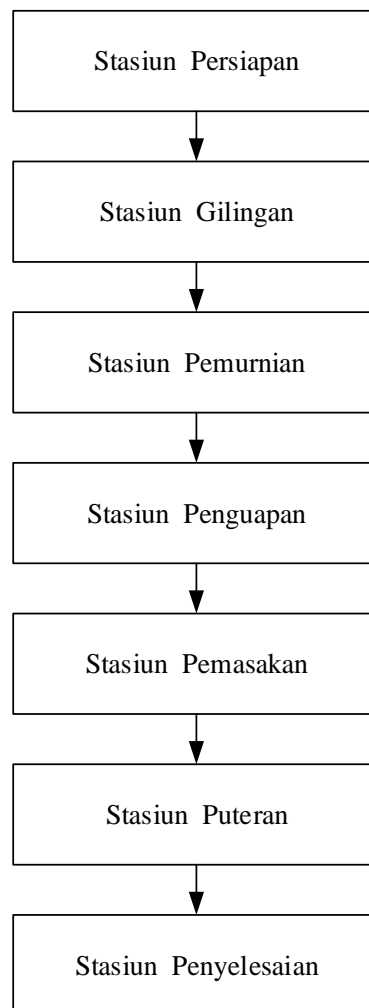 Stasiun Persiapan
Stasiun Gilingan
Stasiun Pemurnian
Stasiun Penguapan
Stasiun Pemasakan
Stasiun Puteran
Stasiun Penyelesaian